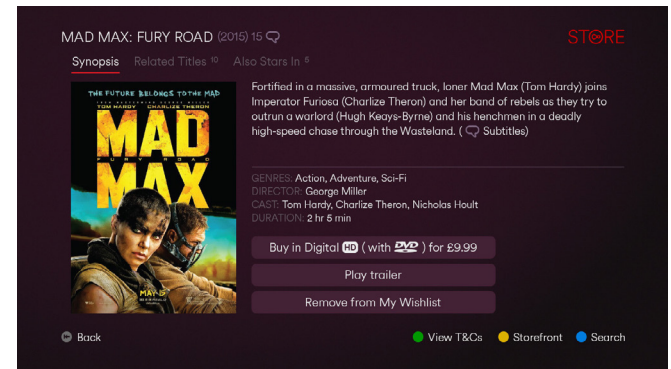 MAD MAX: FURY ROAD (2015) 15
STORE
Synopsis Related Titles 10 Also Stars In 5
THE FUTURE BELONGS TO THE MAD
TOM HARDY CHARLIZE THERON
MAD
FURY ROAD
MAX
MAY 15
Fortified in a massive, armoured truck, loner Mad Max (Tom Hardy) joins
Imperator Furiosa (Charlize Theron) and her band of rebels as they try to
outrun a warlord (Hugh Keays-Byrne) and his henchmen in a deadly
high-speed chase through the Wasteland. ( Subtitles)
GENRES: Action, Adventure, Sci-Fi
DIRECTOR: George Miller
CAST: Tom Hardy, Charlize Theron, Nicholas Hoult
DURATION: 2 hr 5 min
Buy in Digital HD ( with DVD ) for £9.99
Play trailer
Remove from My Wishlist
Back
View T&Cs Storefront Search